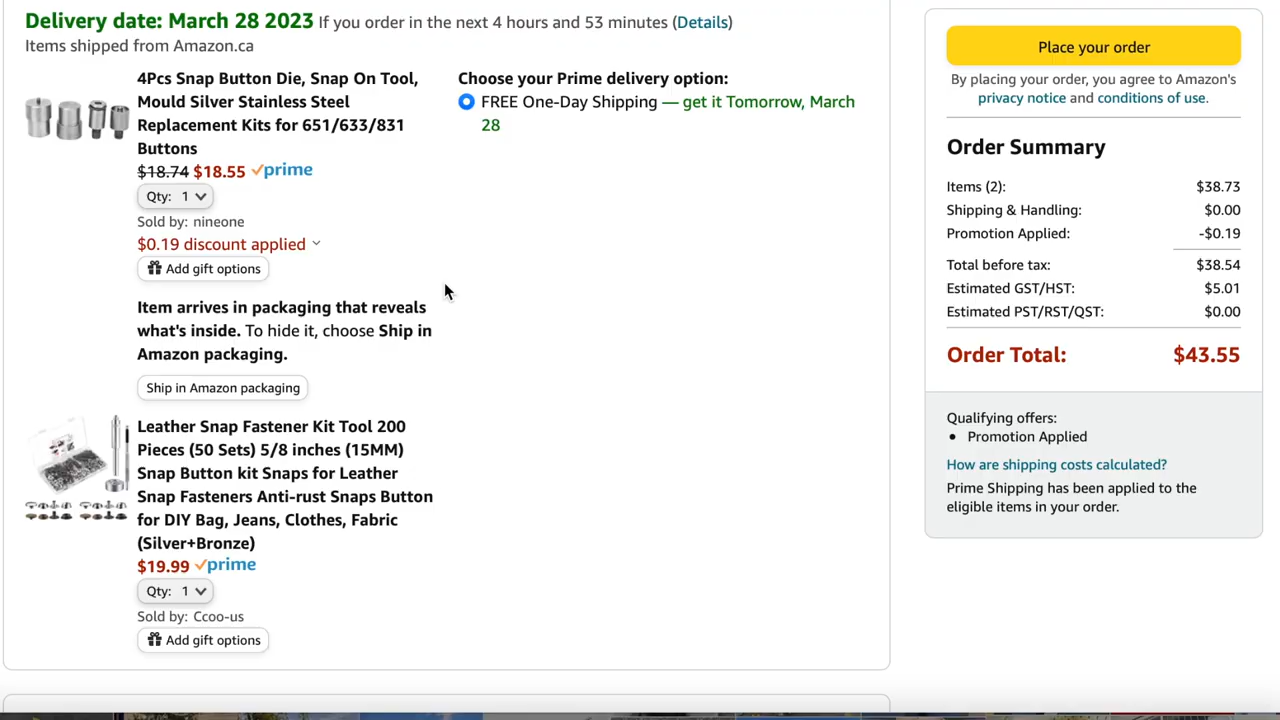 Delivery date: March 28 2023 If you order in the next 4 hours and 53 minutes (Details)
Items shipped from Amazon.ca
4Pcs Snap Button Die, Snap On Tool,
Mould Silver Stainless Steel
Replacement Kits for 651/633/831
Buttons
$18.74 $18.55 prime
Qty: 1
Sold by: nineone
$0.19 discount applied
Add gift options
Item arrives in packaging that reveals
what's inside. To hide it, choose Ship in
Amazon packaging.
Ship in Amazon packaging
Leather Snap Fastener Kit Tool 200
Pieces (50 Sets) 5/8 inches (15MM)
Snap Button kit Snaps for Leather
Snap Fasteners Anti-rust Snaps Button
for DIY Bag, Jeans, Clothes, Fabric
(Silver+Bronze)
$19.99 prime
Qty: 1
Sold by: Ccoo-us
Add gift options
Choose your Prime delivery option:
FREE One-Day Shipping — get it Tomorrow, March
28
Place your order
By placing your order, you agree to Amazon's
privacy notice and conditions of use.
Order Summary
Items (2): $38.73
Shipping & Handling: $0.00
Promotion Applied: -$0.19
Total before tax: $38.54
Estimated GST/HST: $5.01
Estimated PST/RST/QST: $0.00
Order Total: $43.55
Qualifying offers:
• Promotion Applied
How are shipping costs calculated?
Prime Shipping has been applied to the
eligible items in your order.